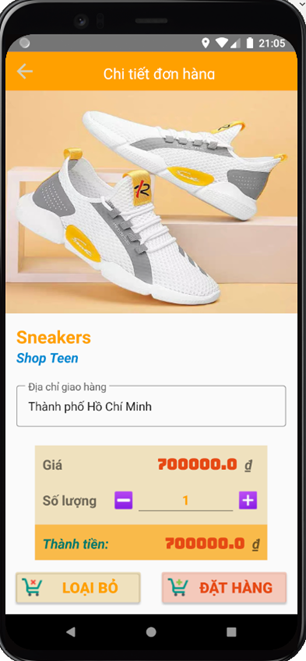 21:05
Chi tiết đơn hàng
Sneakers
Shop Teen
Địa chỉ giao hàng
Thành phố Hồ Chí Minh
Giá 700000.0 ₫
Số lượng 1
Thành tiền: 700000.0 ₫
LOẠI BỎ ĐẶT HÀNG